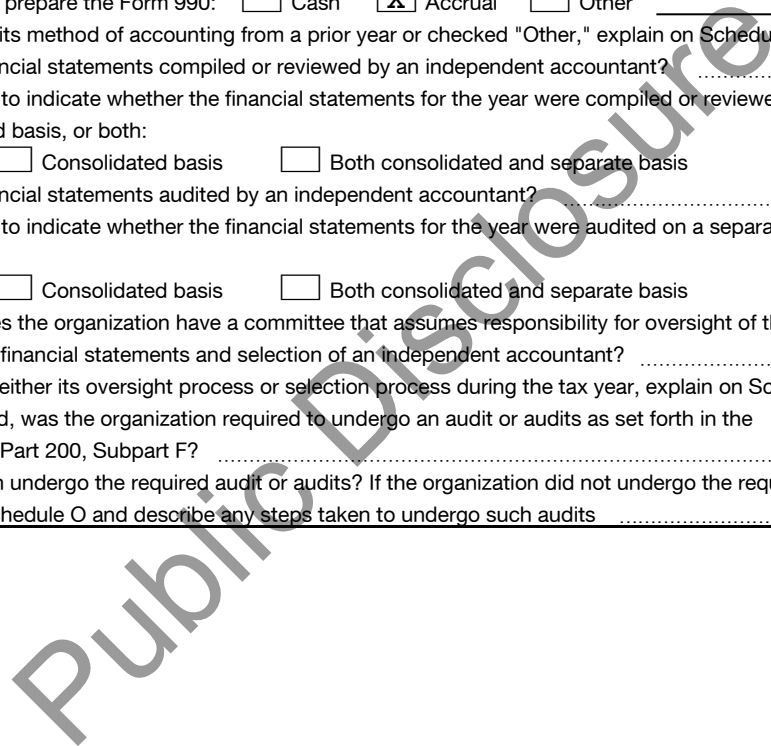 prepare the Form 990: Cash X Accrual Other
its method of accounting from a prior year or checked "Other," explain on Schedu
ncial statements compiled or reviewed by an independent accountant?
to indicate whether the financial statements for the year were compiled or reviewe
d basis, or both:
Consolidated basis Both consolidated and separate basis
ncial statements audited by an independent accountant?
to indicate whether the financial statements for the year were audited on a separa
Consolidated basis Both consolidated and separate basis
es the organization have a committee that assumes responsibility for oversight of th
financial statements and selection of an independent accountant?
either its oversight process or selection process during the tax year, explain on Sc
d, was the organization required to undergo an audit or audits as set forth in the
Part 200, Subpart F?
n undergo the required audit or audits? If the organization did not undergo the requ
hedule O and describe any steps taken to undergo such audits
Public Disclosure